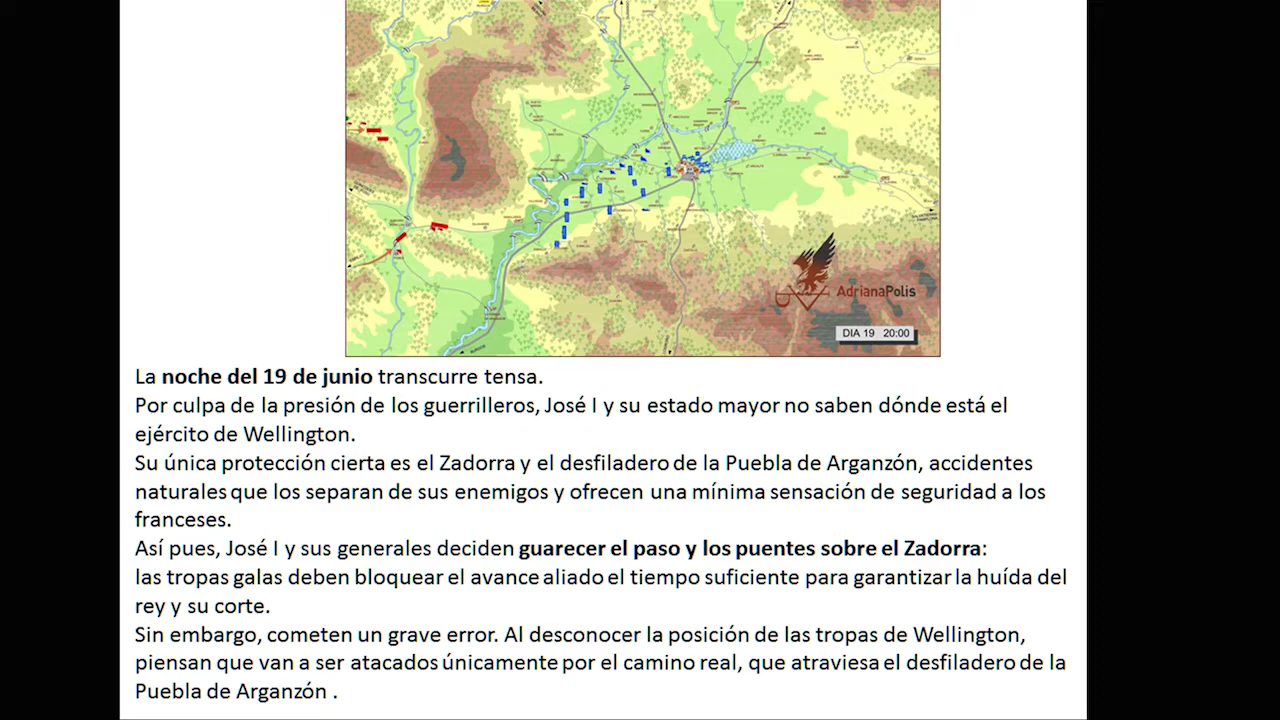 AdrianaPolis
DIA 19 20:00
La noche del 19 de junio transcurre tensa.
Por culpa de la presión de los guerrilleros, José I y su estado mayor no saben dónde está el
ejército de Wellington.
Su única protección cierta es el Zadorra y el desfiladero de la Puebla de Arganzón, accidentes
naturales que los separan de sus enemigos y ofrecen una mínima sensación de seguridad a los
franceses.
Así pues, José I y sus generales deciden guarecer el paso y los puentes sobre el Zadorra:
las tropas galas deben bloquear el avance aliado el tiempo suficiente para garantizar la huída del
rey y su corte.
Sin embargo, cometen un grave error. Al desconocer la posición de las tropas de Wellington,
piensan que van a ser atacados únicamente por el camino real, que atraviesa el desfiladero de la
Puebla de Arganzón .